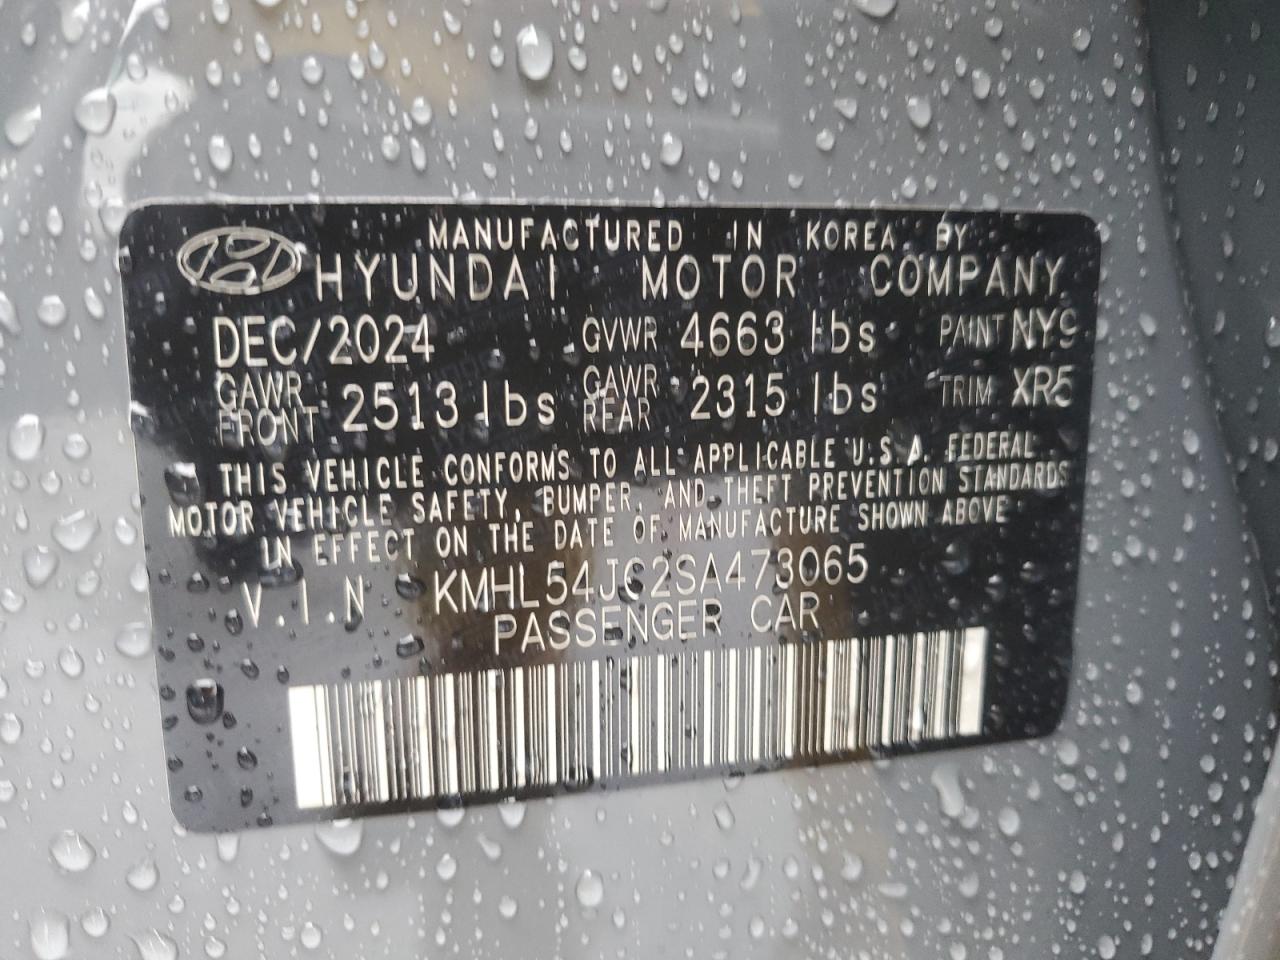 MANUFACTURED IN KOREA BY
HYUNDAI MOTOR COMPANY
DEC/2024 GVWR 4663 lbs PAINT NY9
GAWR FRONT 2513 lbs GAWR REAR 2315 lbs TRIM XR5
THIS VEHICLE CONFORMS TO ALL APPLICABLE U.S.A. FEDERAL
MOTOR VEHICLE SAFETY, BUMPER, AND THEFT PREVENTION STANDARDS
IN EFFECT ON THE DATE OF MANUFACTURE SHOWN ABOVE
V.I.N KMHL54JC2SA473065
PASSENGER CAR